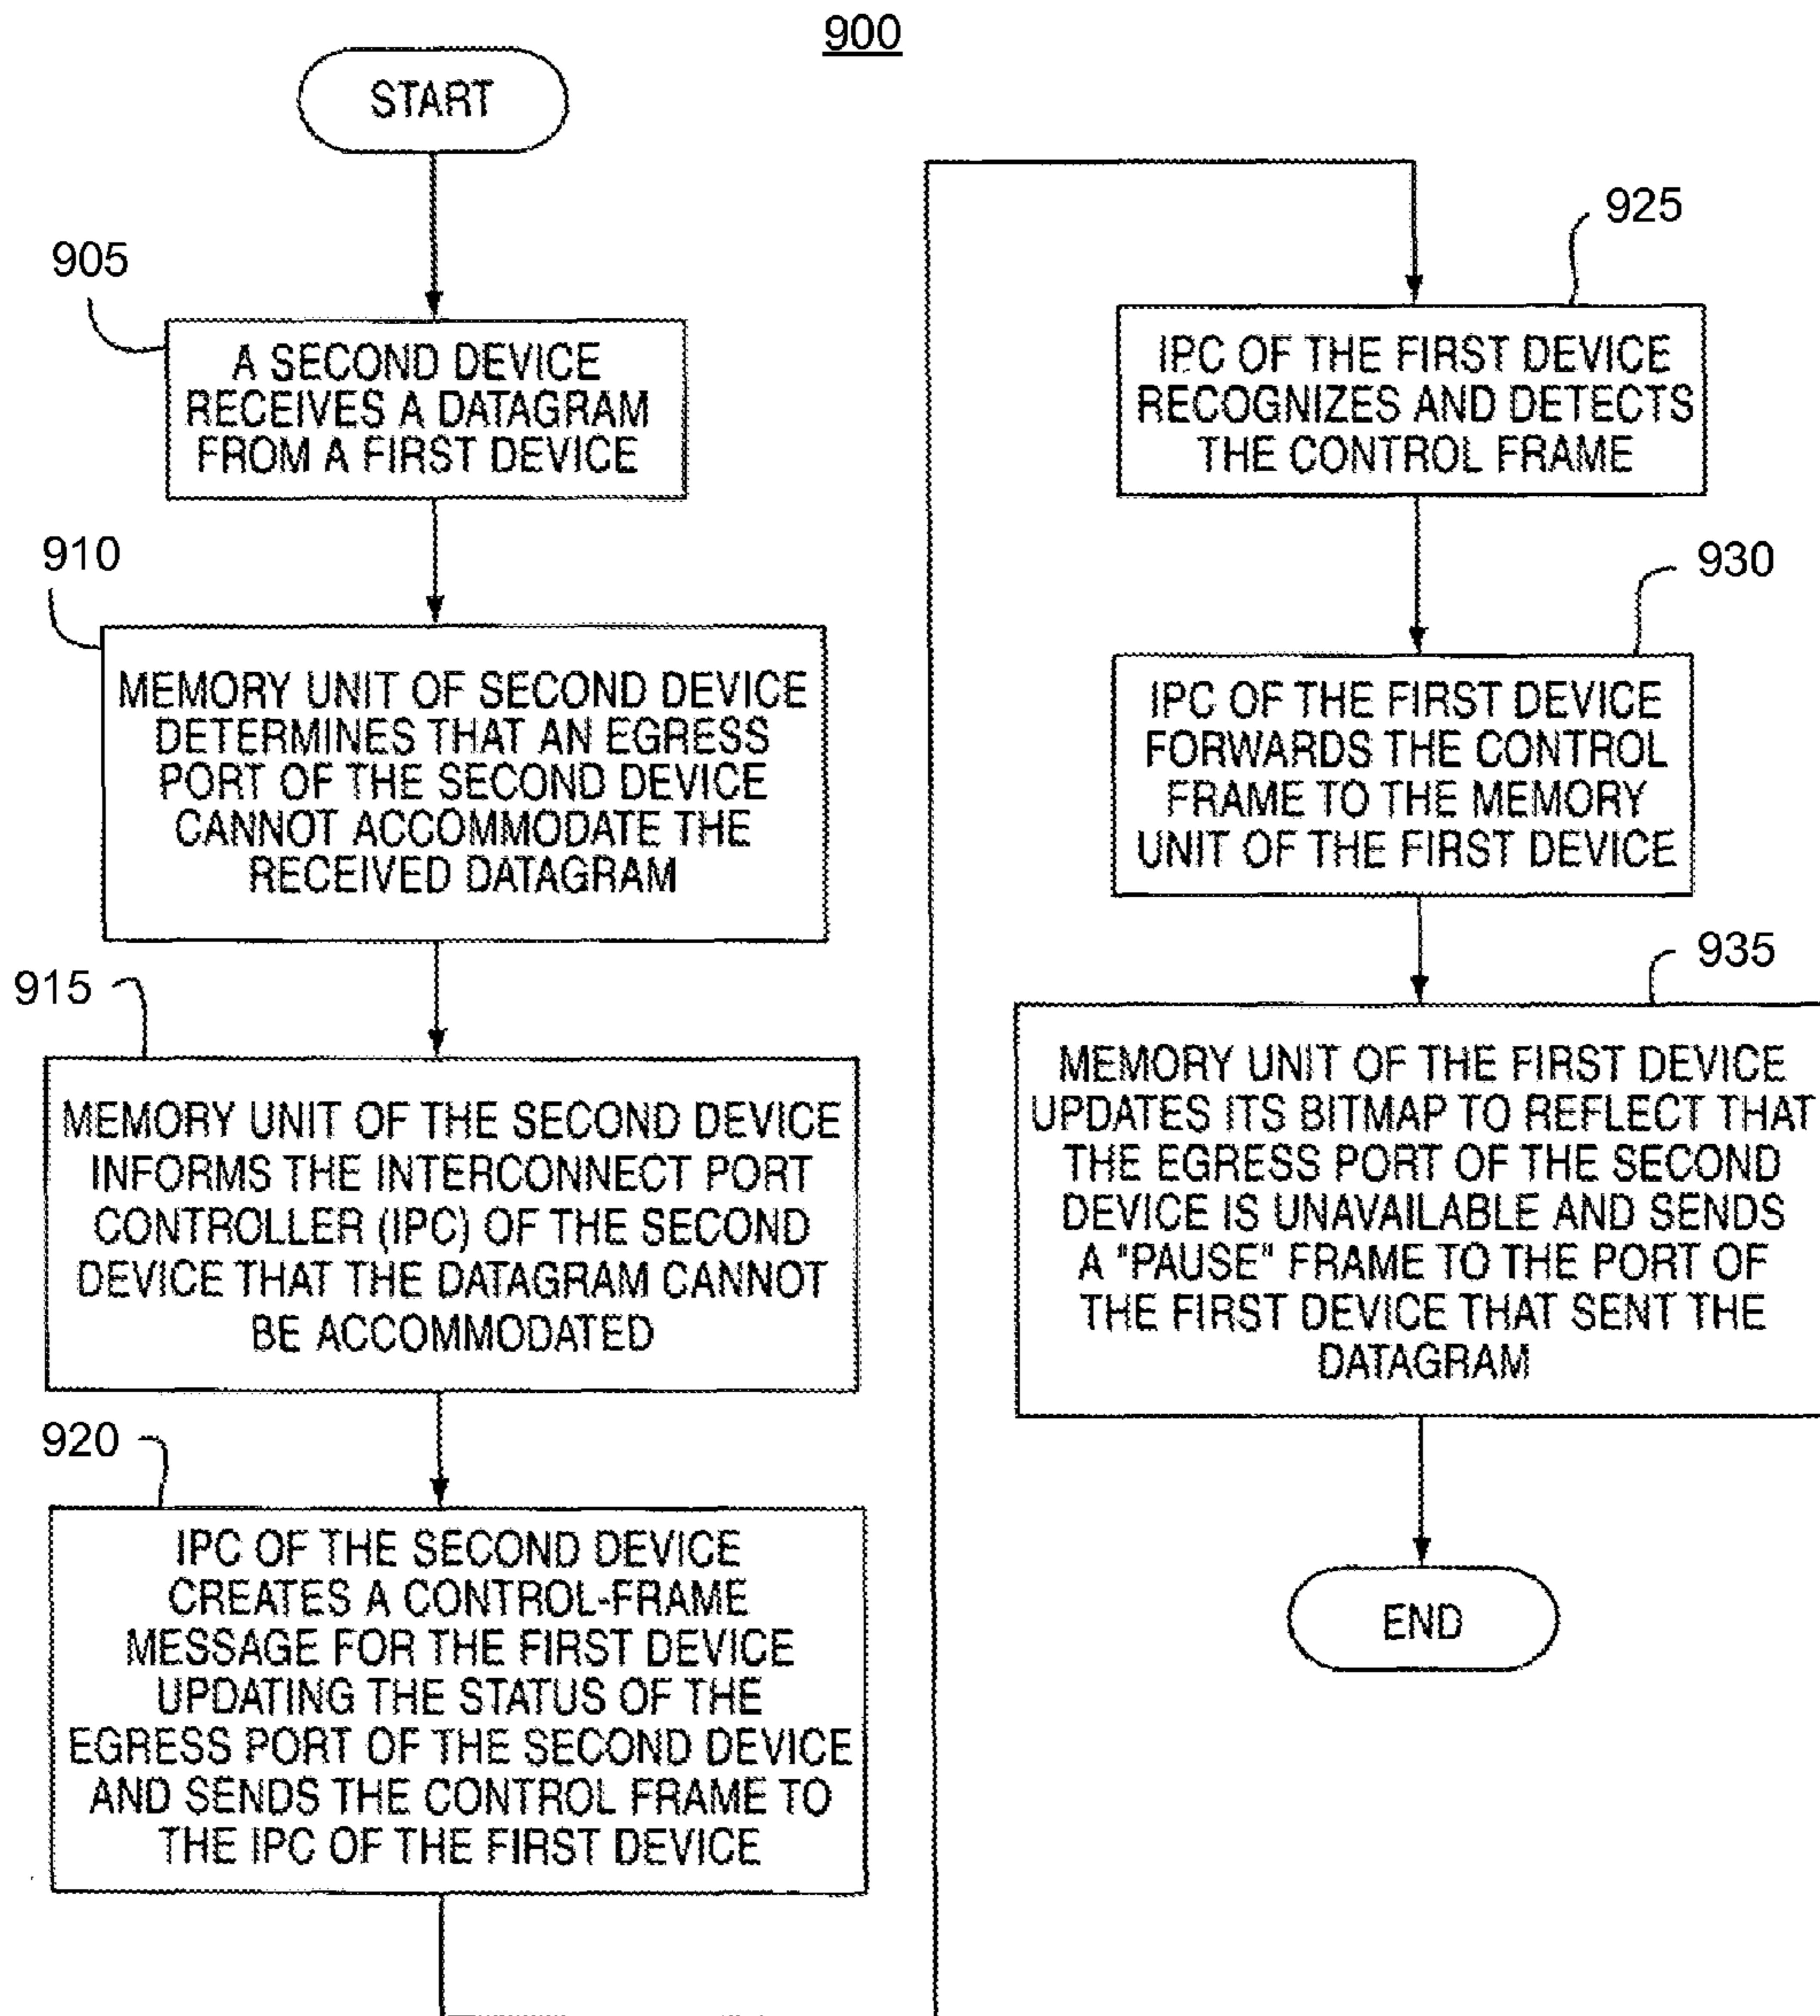 900
START
905
A SECOND DEVICE
RECEIVES A DATAGRAM
FROM A FIRST DEVICE
910
MEMORY UNIT OF SECOND DEVICE
DETERMINES THAT AN EGRESS
PORT OF THE SECOND DEVICE
CANNOT ACCOMMODATE THE
RECEIVED DATAGRAM
915
MEMORY UNIT OF THE SECOND DEVICE
INFORMS THE INTERCONNECT PORT
CONTROLLER (IPC) OF THE SECOND
DEVICE THAT THE DATAGRAM CANNOT
BE ACCOMMODATED
920
IPC OF THE SECOND DEVICE
CREATES A CONTROL-FRAME
MESSAGE FOR THE FIRST DEVICE
UPDATING THE STATUS OF THE
EGRESS PORT OF THE SECOND DEVICE
AND SENDS THE CONTROL FRAME TO
THE IPC OF THE FIRST DEVICE
925
IPC OF THE FIRST DEVICE
RECOGNIZES AND DETECTS
THE CONTROL FRAME
930
IPC OF THE FIRST DEVICE
FORWARDS THE CONTROL
FRAME TO THE MEMORY
UNIT OF THE FIRST DEVICE
935
MEMORY UNIT OF THE FIRST DEVICE
UPDATES ITS BITMAP TO REFLECT THAT
THE EGRESS PORT OF THE SECOND
DEVICE IS UNAVAILABLE AND SENDS
A "PAUSE" FRAME TO THE PORT OF
THE FIRST DEVICE THAT SENT THE
DATAGRAM
END